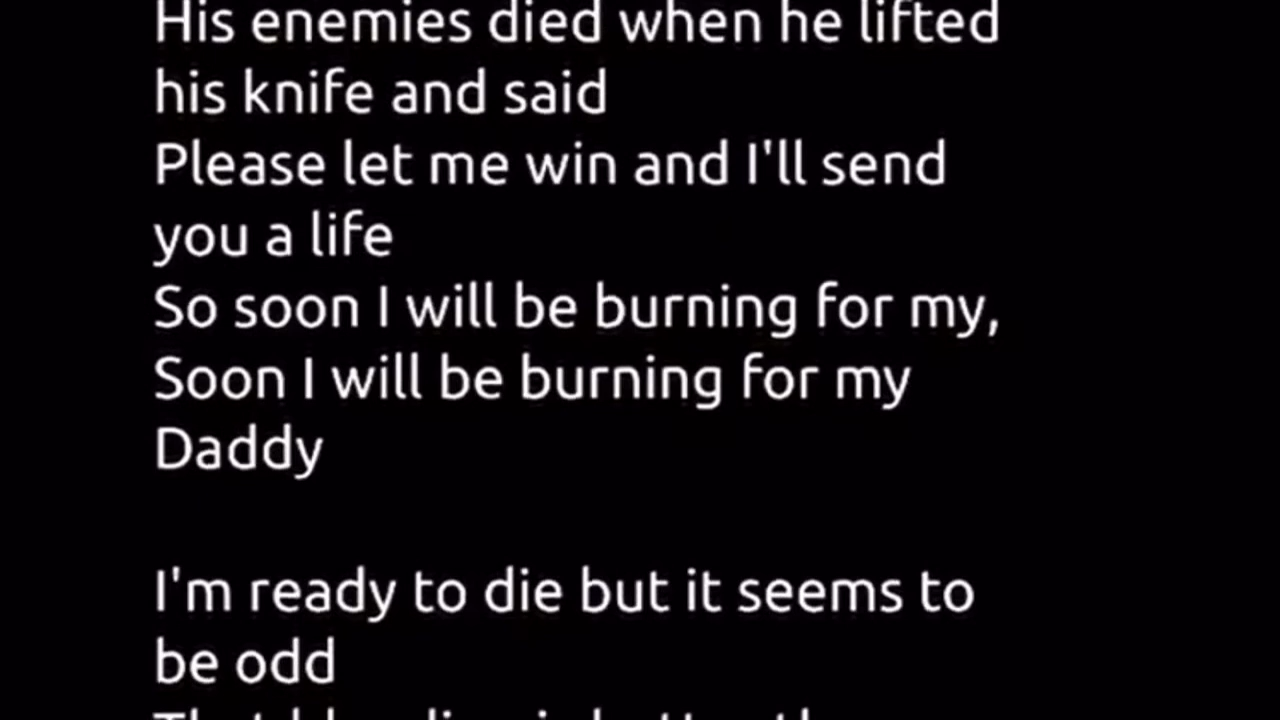 His enemies died when he lifted
his knife and said
Please let me win and I'll send
you a life
So soon I will be burning for my,
Soon I will be burning for my
Daddy
I'm ready to die but it seems to
be odd